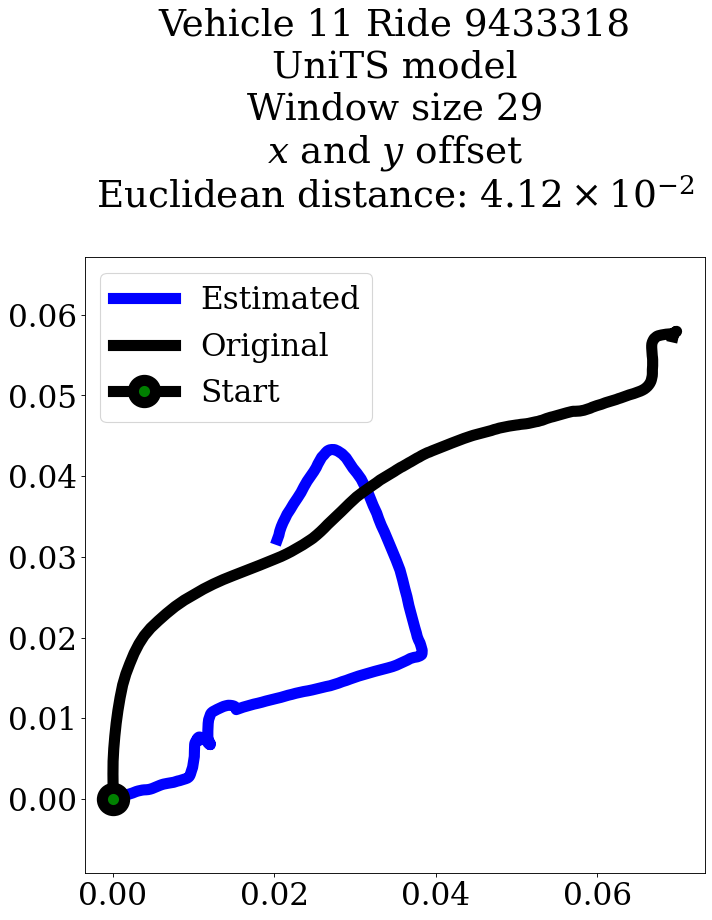 Vehicle 11 Ride 9433318
UniTS model
Window size 29
x and y offset
Euclidean distance: 4.12 × 10⁻²
Estimated
Original
Start
0.06
0.05
0.04
0.03
0.02
0.01
0.00
0.00 0.02 0.04 0.06